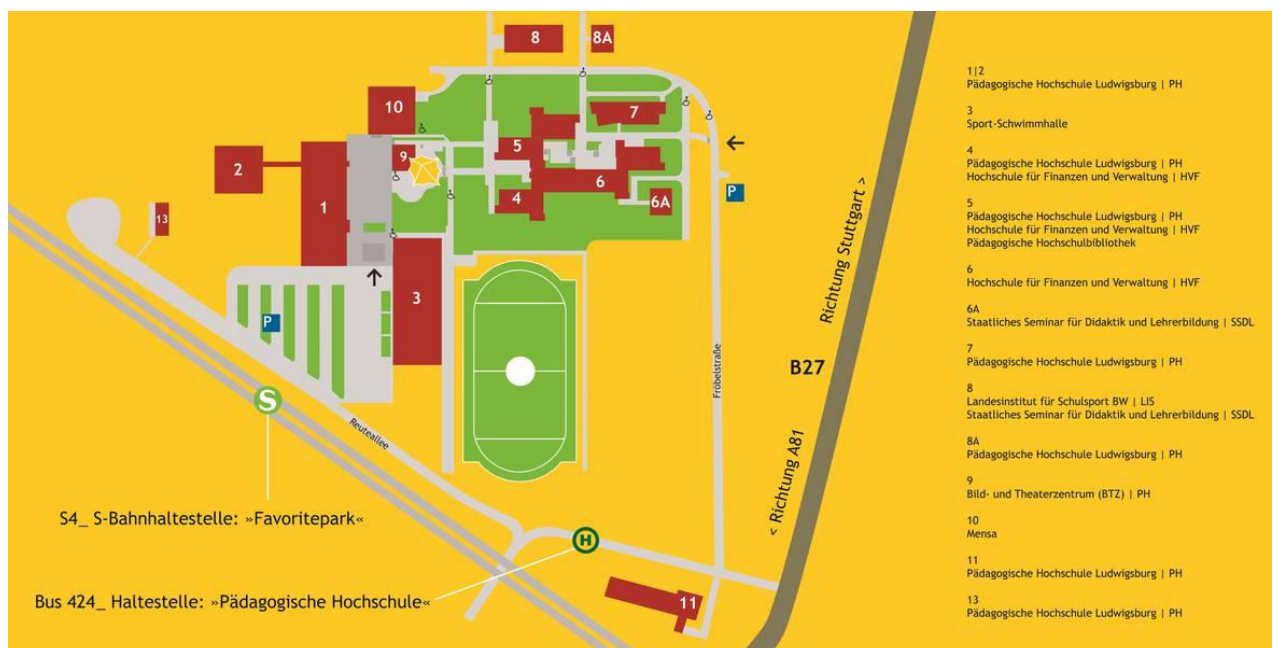 8
8A
10
7
5
9
2
6
1
4
6A
P
13
3
P
S
Reuteallee
Fröbelstraße
B27
Richtung Stuttgart >
< Richtung A81
S4_ S-Bahnhaltestelle: »Favoritepark«
H
Bus 424_ Haltestelle: »Pädagogische Hochschule«
11
1|2
Pädagogische Hochschule Ludwigsburg | PH
3
Sport-Schwimmhalle
4
Pädagogische Hochschule Ludwigsburg | PH
Hochschule für Finanzen und Verwaltung | HVF
5
Pädagogische Hochschule Ludwigsburg | PH
Hochschule für Finanzen und Verwaltung | HVF
Pädagogische Hochschulbibliothek
6
Hochschule für Finanzen und Verwaltung | HVF
6A
Staatliches Seminar für Didaktik und Lehrerbildung | SSDL
7
Pädagogische Hochschule Ludwigsburg | PH
8
Landesinstitut für Schulsport BW | LIS
Staatliches Seminar für Didaktik und Lehrerbildung | SSDL
8A
Pädagogische Hochschule Ludwigsburg | PH
9
Bild- und Theaterzentrum (BTZ) | PH
10
Mensa
11
Pädagogische Hochschule Ludwigsburg | PH
13
Pädagogische Hochschule Ludwigsburg | PH